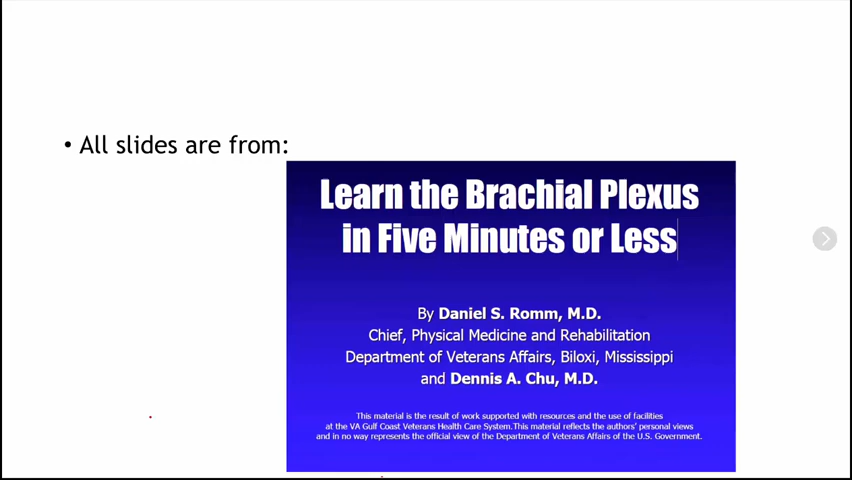 • All slides are from:
Learn the Brachial Plexus
in Five Minutes or Less
By Daniel S. Romm, M.D.
Chief, Physical Medicine and Rehabilitation
Department of Veterans Affairs, Biloxi, Mississippi
and Dennis A. Chu, M.D.
This material is the result of work supported with resources and the use of facilities
at the VA Gulf Coast Veterans Health Care System.This material reflects the authors' personal views
and in no way represents the official view of the Department of Veterans Affairs of the U.S. Government.